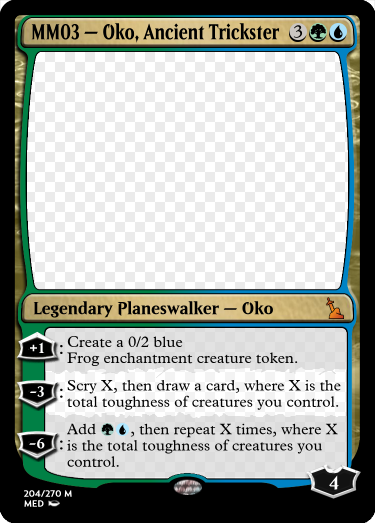 MM03 — Oko, Ancient Trickster 3
Legendary Planeswalker — Oko
+1: Create a 0/2 blue
Frog enchantment creature token.
-3: Scry X, then draw a card, where X is the
total toughness of creatures you control.
-6: Add , then repeat X times, where X
is the total toughness of creatures you
control.
4
204/270 M
MED